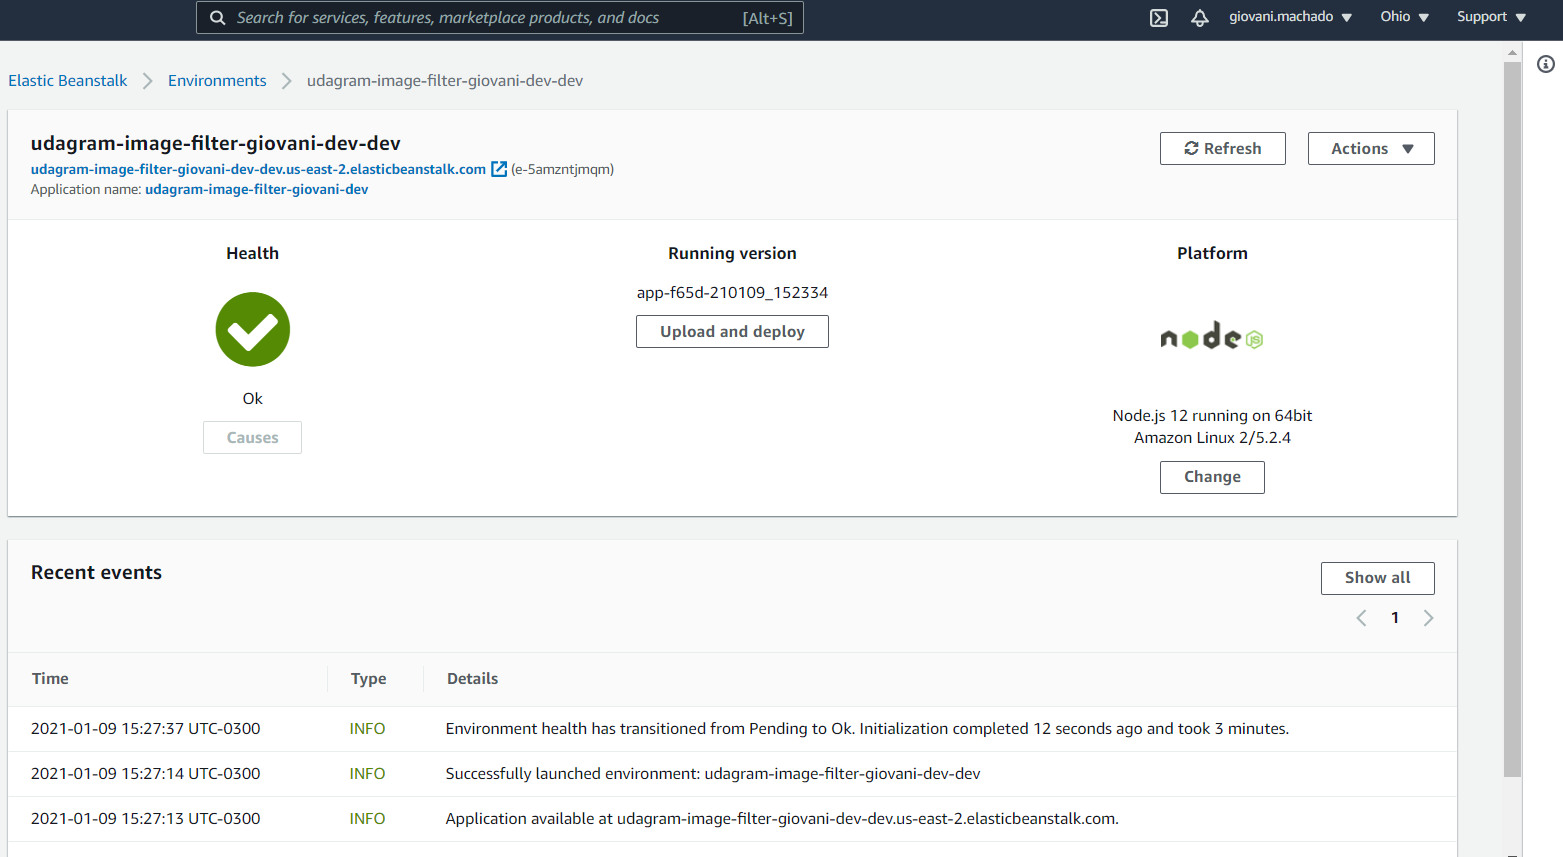 Search for services, features, marketplace products, and docs [Alt+S]
giovani.machado Ohio Support
Elastic Beanstalk Environments udagram-image-filter-giovani-dev-dev
udagram-image-filter-giovani-dev-dev
Refresh Actions
udagram-image-filter-giovani-dev-dev.us-east-2.elasticbeanstalk.com (e-5amzntjmqm)
Application name: udagram-image-filter-giovani-dev
Health
Ok
Causes
Running version
app-f65d-210109_152334
Upload and deploy
Platform
node JS
Node.js 12 running on 64bit
Amazon Linux 2/5.2.4
Change
Recent events
Show all
1
Time Type Details
2021-01-09 15:27:37 UTC-0300 INFO Environment health has transitioned from Pending to Ok. Initialization completed 12 seconds ago and took 3 minutes.
2021-01-09 15:27:14 UTC-0300 INFO Successfully launched environment: udagram-image-filter-giovani-dev-dev
2021-01-09 15:27:13 UTC-0300 INFO Application available at udagram-image-filter-giovani-dev-dev.us-east-2.elasticbeanstalk.com.